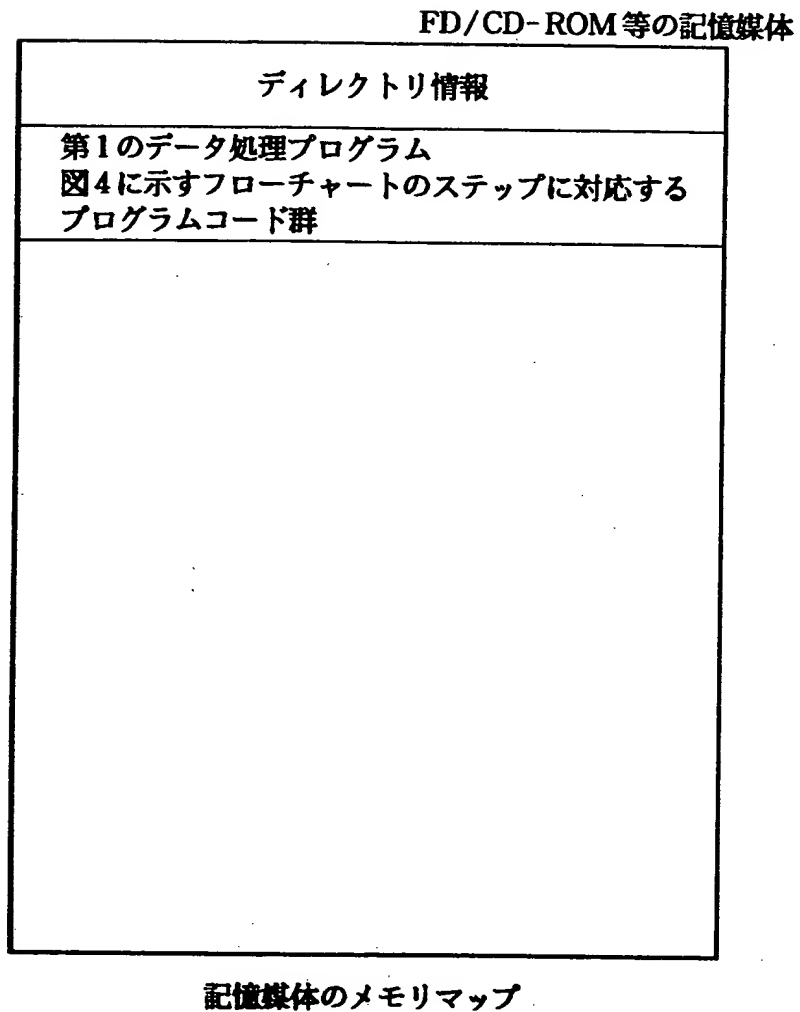 FD/CD-ROM等の記憶媒体
ディレクトリ情報
第1のデータ処理プログラム
図4に示すフローチャートのステップに対応する
プログラムコード群
記憶媒体のメモリマップ